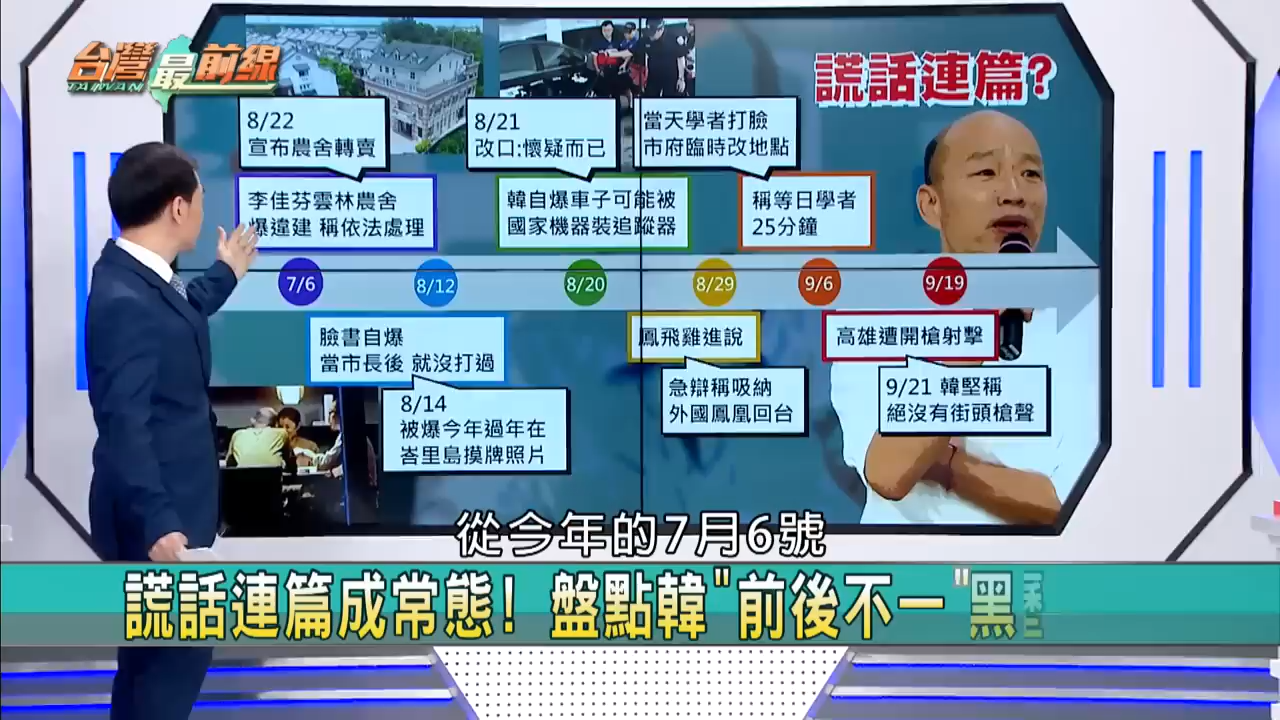 台灣最前線
TAIWAN
謊話連篇?
8/22
宣布農舍轉賣
8/21
改口:懷疑而已
當天學者打臉
市府臨時改地點
李佳芬雲林農舍
爆違建 稱依法處理
韓自爆車子可能被
國家機器裝追蹤器
稱等日學者
25分鐘
7/6
8/12
8/20
8/29
9/6
9/19
臉書自爆
當市長後 就沒打過
鳳飛雞進說
高雄遭開槍射擊
8/14
被爆今年過年在
峇里島摸牌照片
急辯稱吸納
外國鳳凰回台
9/21 韓堅稱
絕沒有街頭槍聲
從今年的7月6號
謊話連篇成常態! 盤點韓"前後不一"黑